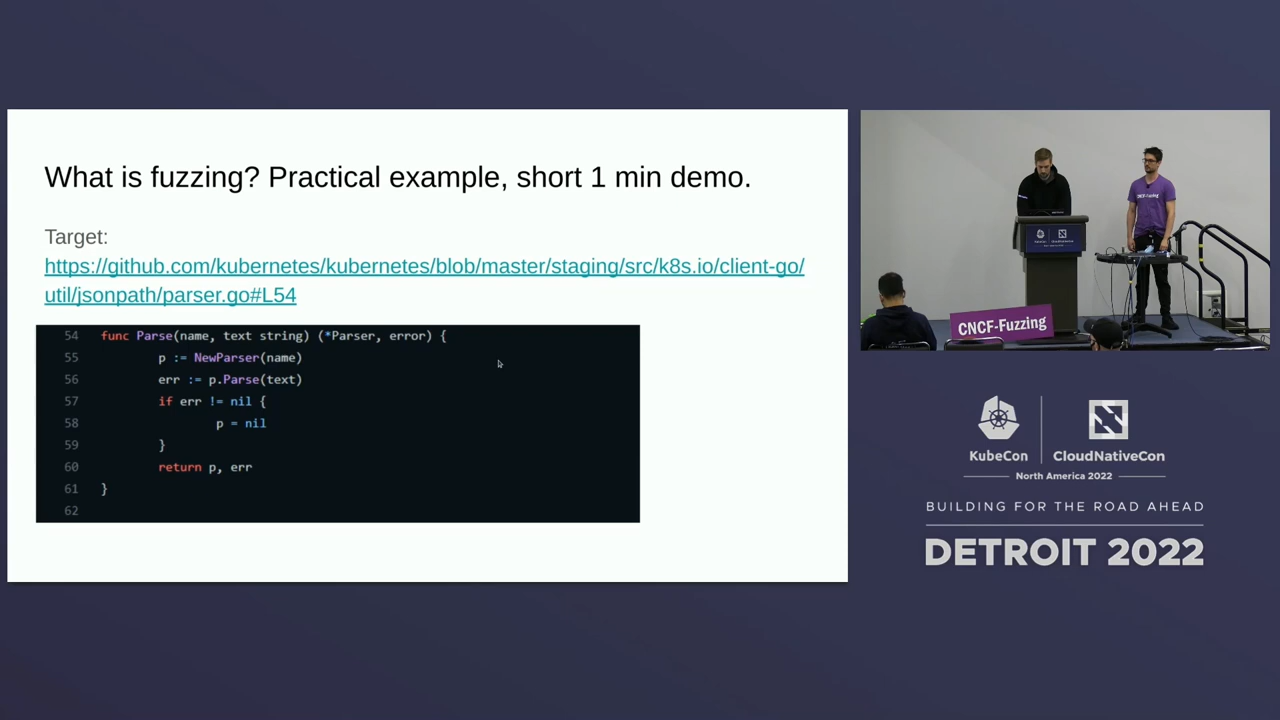 What is fuzzing? Practical example, short 1 min demo.
Target:
https://github.com/kubernetes/kubernetes/blob/master/staging/src/k8s.io/client-go/
util/jsonpath/parser.go#L54
54 func Parse(name, text string) (*Parser, error) {
55 p := NewParser(name)
56 err := p.Parse(text)
57 if err != nil {
58 p = nil
59 }
60 return p, err
61 }
62
CNCF-Fuzzing
CNCF-Fuzzing
KubeCon
CloudNativeCon
North America 2022
BUILDING FOR THE ROAD AHEAD
DETROIT 2022